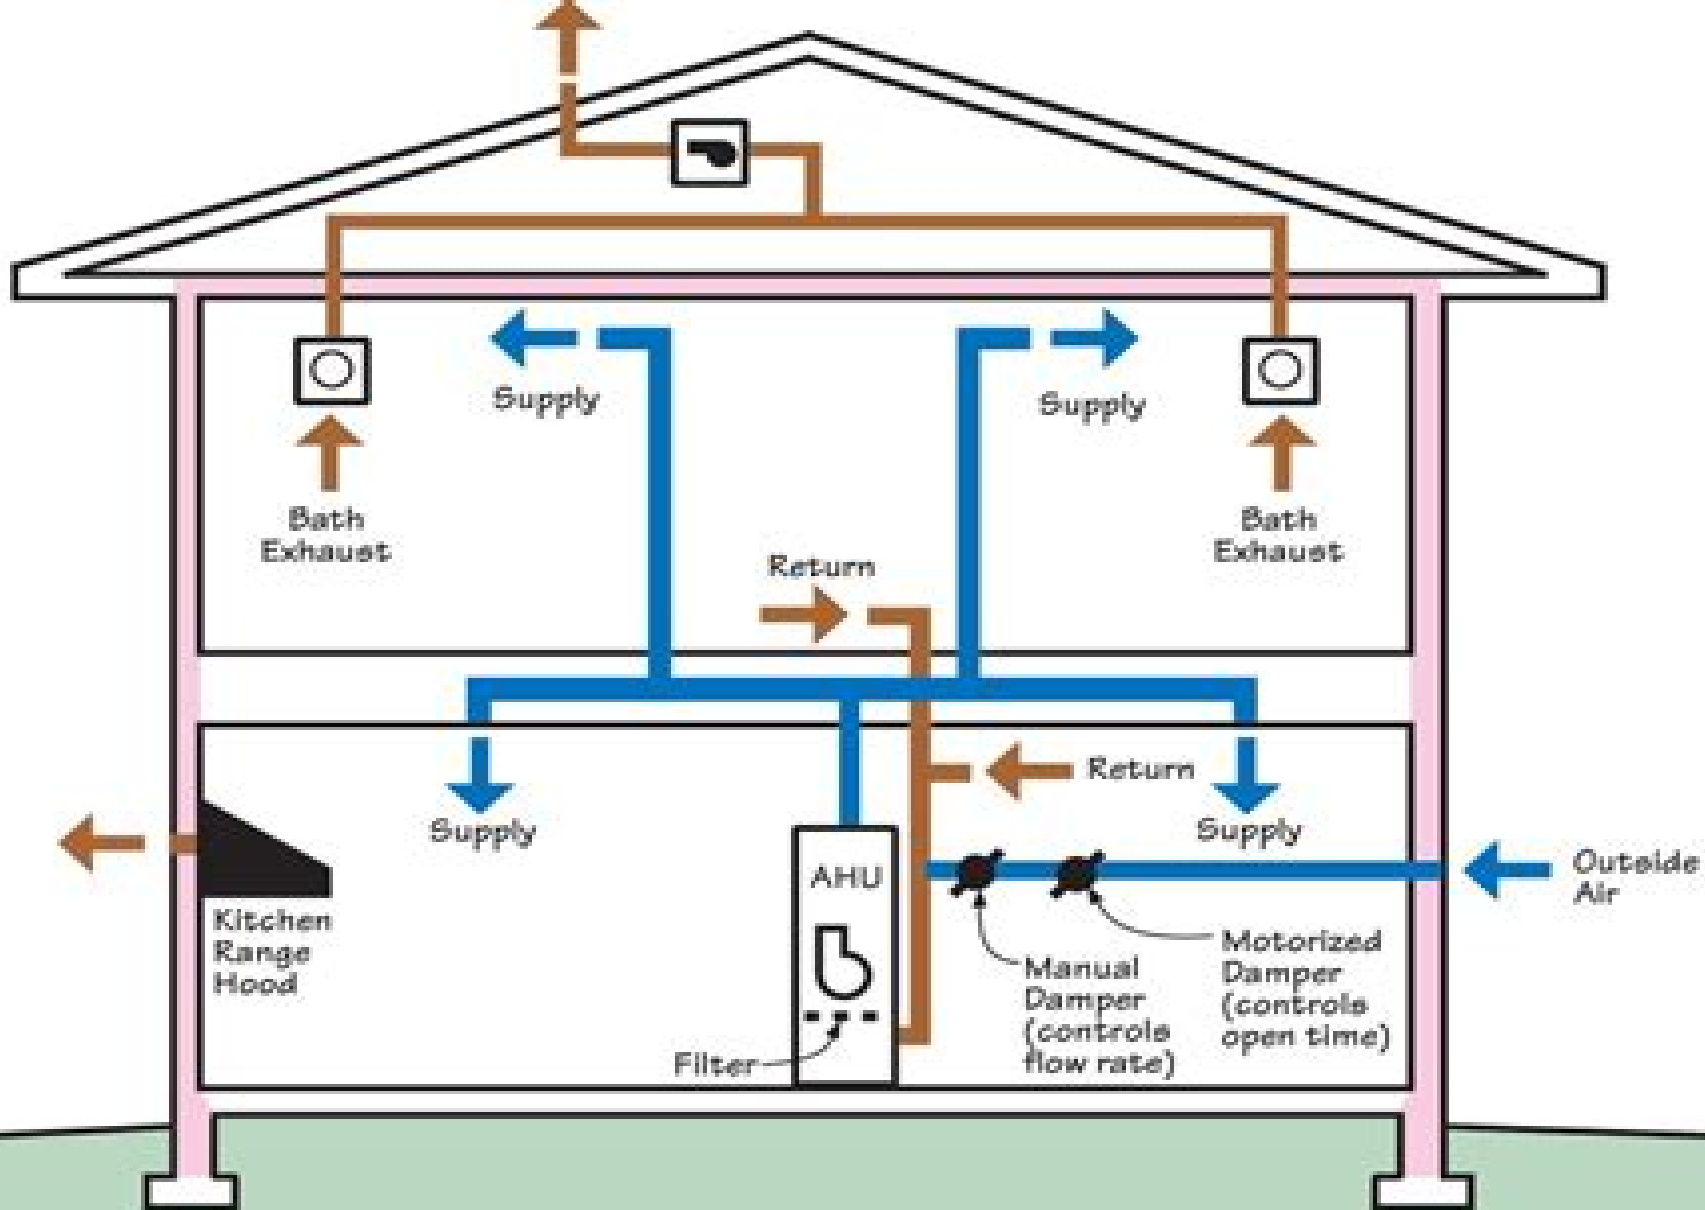 Supply
Supply
Bath
Exhaust
Bath
Exhaust
Return
Return
Supply
Supply
Outside
Air
AHU
Kitchen
Range
Hood
Motorized
Damper
(controls
open time)
Manual
Damper
(controls
flow rate)
Filter